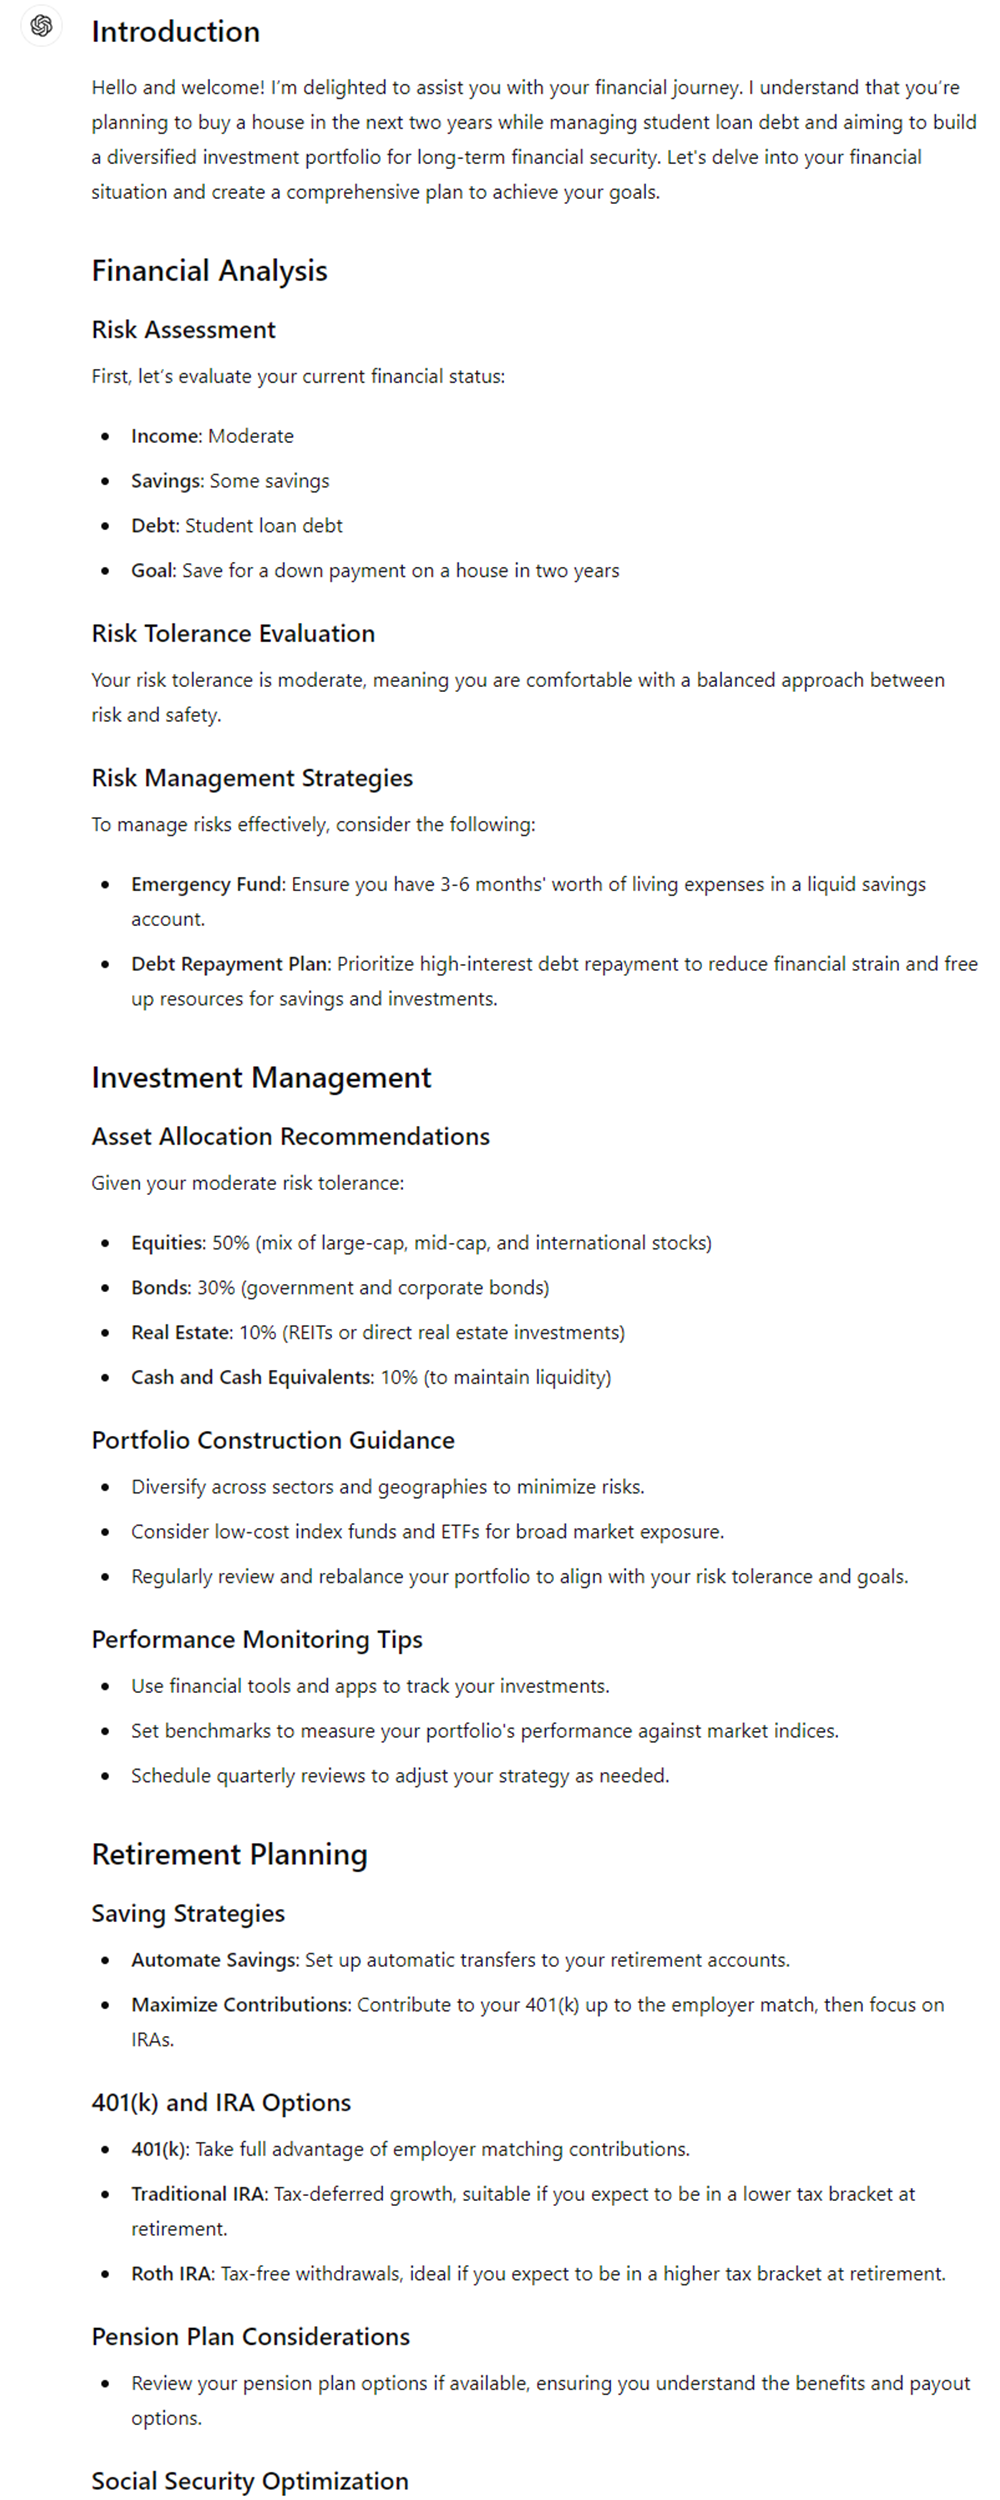 Introduction
Hello and welcome! I'm delighted to assist you with your financial journey. I understand that you're
planning to buy a house in the next two years while managing student loan debt and aiming to build
a diversified investment portfolio for long-term financial security. Let's delve into your financial
situation and create a comprehensive plan to achieve your goals.
Financial Analysis
Risk Assessment
First, let's evaluate your current financial status:
• Income: Moderate
• Savings: Some savings
• Debt: Student loan debt
• Goal: Save for a down payment on a house in two years
Risk Tolerance Evaluation
Your risk tolerance is moderate, meaning you are comfortable with a balanced approach between
risk and safety.
Risk Management Strategies
To manage risks effectively, consider the following:
• Emergency Fund: Ensure you have 3-6 months' worth of living expenses in a liquid savings
account.
• Debt Repayment Plan: Prioritize high-interest debt repayment to reduce financial strain and free
up resources for savings and investments.
Investment Management
Asset Allocation Recommendations
Given your moderate risk tolerance:
• Equities: 50% (mix of large-cap, mid-cap, and international stocks)
• Bonds: 30% (government and corporate bonds)
• Real Estate: 10% (REITs or direct real estate investments)
• Cash and Cash Equivalents: 10% (to maintain liquidity)
Portfolio Construction Guidance
• Diversify across sectors and geographies to minimize risks.
• Consider low-cost index funds and ETFs for broad market exposure.
• Regularly review and rebalance your portfolio to align with your risk tolerance and goals.
Performance Monitoring Tips
• Use financial tools and apps to track your investments.
• Set benchmarks to measure your portfolio's performance against market indices.
• Schedule quarterly reviews to adjust your strategy as needed.
Retirement Planning
Saving Strategies
• Automate Savings: Set up automatic transfers to your retirement accounts.
• Maximize Contributions: Contribute to your 401(k) up to the employer match, then focus on
IRAs.
401(k) and IRA Options
• 401(k): Take full advantage of employer matching contributions.
• Traditional IRA: Tax-deferred growth, suitable if you expect to be in a lower tax bracket at
retirement.
• Roth IRA: Tax-free withdrawals, ideal if you expect to be in a higher tax bracket at retirement.
Pension Plan Considerations
• Review your pension plan options if available, ensuring you understand the benefits and payout
options.
Social Security Optimization